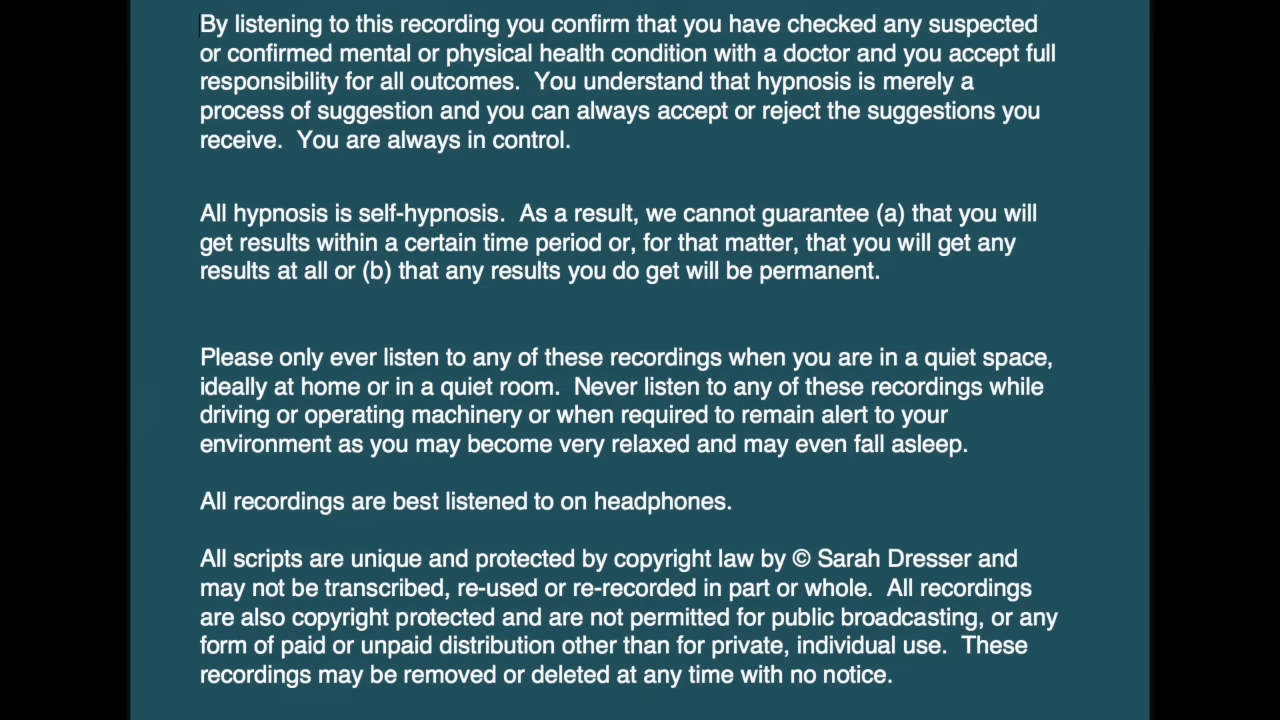 By listening to this recording you confirm that you have checked any suspected
or confirmed mental or physical health condition with a doctor and you accept full
responsibility for all outcomes.  You understand that hypnosis is merely a
process of suggestion and you can always accept or reject the suggestions you
receive.  You are always in control.
All hypnosis is self-hypnosis.  As a result, we cannot guarantee (a) that you will
get results within a certain time period or, for that matter, that you will get any
results at all or (b) that any results you do get will be permanent.
Please only ever listen to any of these recordings when you are in a quiet space,
ideally at home or in a quiet room.  Never listen to any of these recordings while
driving or operating machinery or when required to remain alert to your
environment as you may become very relaxed and may even fall asleep.
All recordings are best listened to on headphones.
All scripts are unique and protected by copyright law by © Sarah Dresser and
may not be transcribed, re-used or re-recorded in part or whole.  All recordings
are also copyright protected and are not permitted for public broadcasting, or any
form of paid or unpaid distribution other than for private, individual use.  These
recordings may be removed or deleted at any time with no notice.